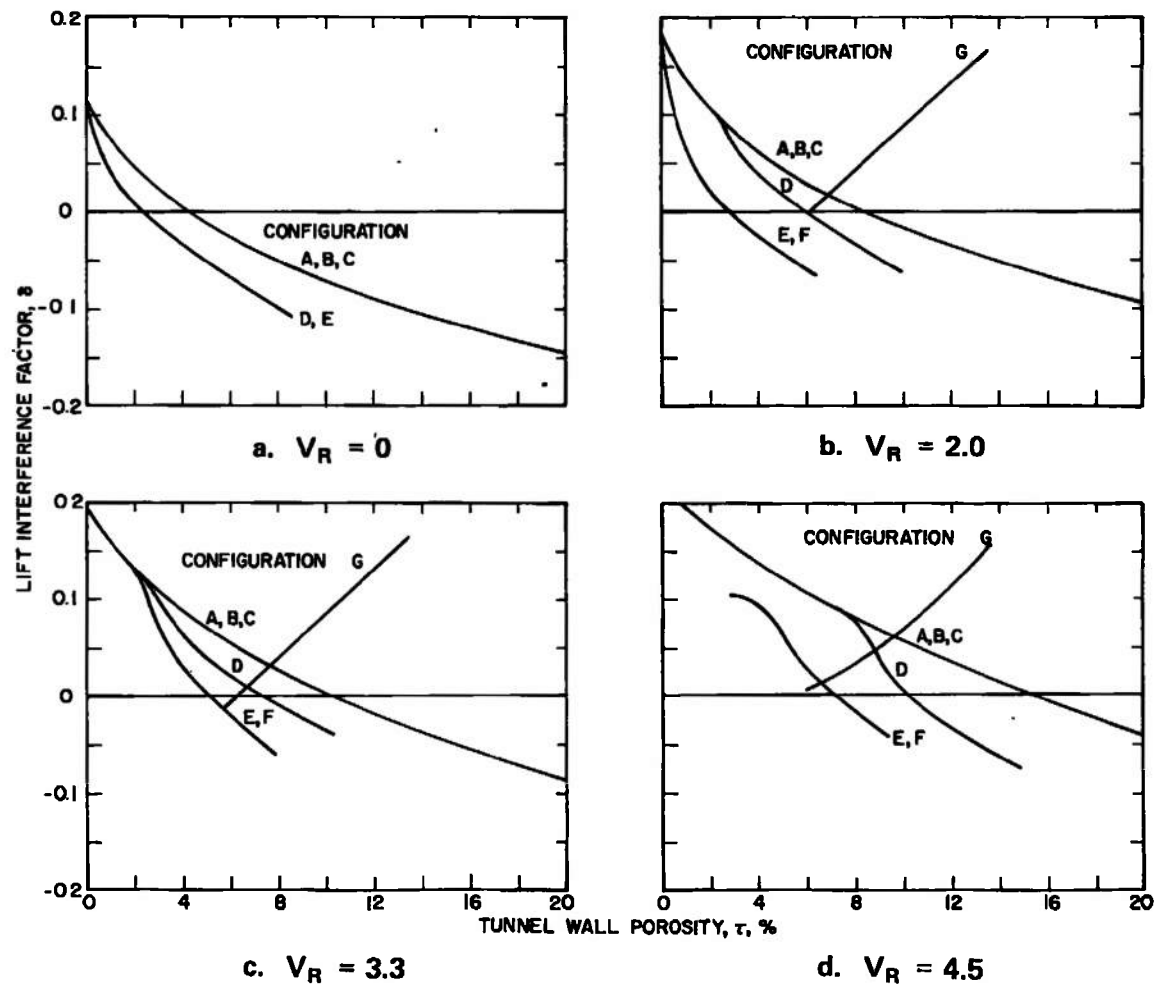 LIFT INTERFERENCE FACTOR, δ
0.2
0.1
0
-0.1
-0.2
CONFIGURATION
A, B, C
D, E
a. V_R = 0
CONFIGURATION G
A, B, C
D
E, F
b. V_R = 2.0
0.2
0.1
0
-0.1
-0.2
CONFIGURATION G
A, B, C
D
E, F
0 4 8 12 16 20
c. V_R = 3.3
CONFIGURATION G
A, B, C
D
E, F
0 4 8 12 16 20
d. V_R = 4.5
TUNNEL WALL POROSITY, τ, %